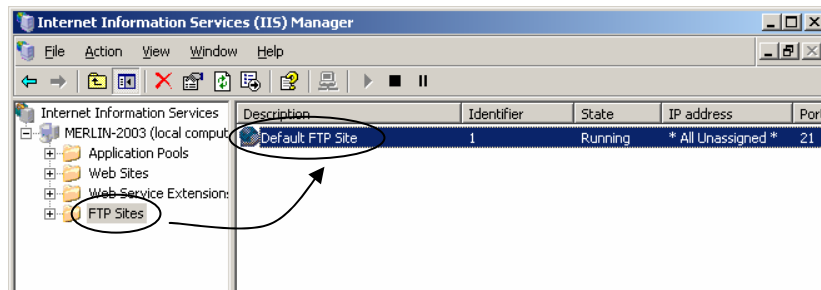 Internet Information Services (IIS) Manager
File Action View Window Help
Internet Information Services
MERLIN-2003 (local comput
Application Pools
Web Sites
Web Service Extension
FTP Sites
Description Identifier State IP address Port
Default FTP Site 1 Running * All Unassigned * 21